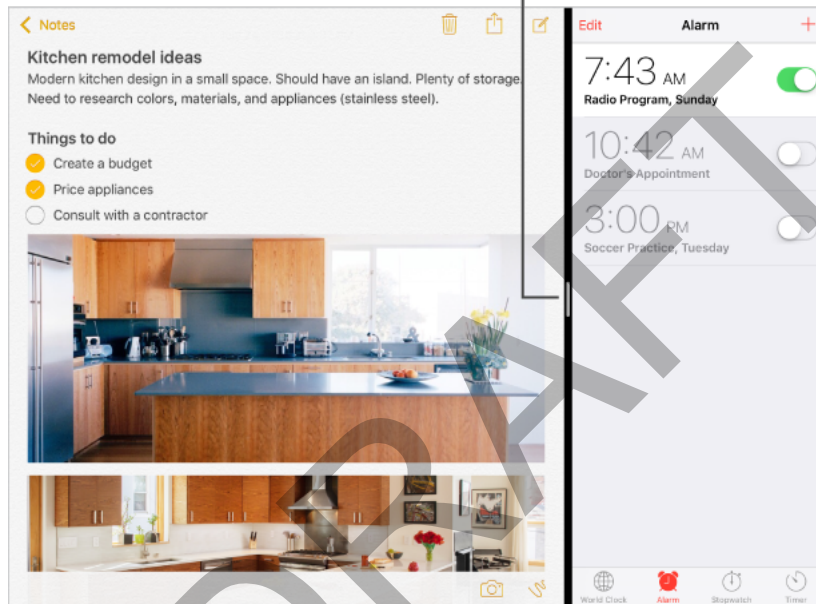 Notes
Kitchen remodel ideas
Modern kitchen design in a small space. Should have an island. Plenty of storage.
Need to research colors, materials, and appliances (stainless steel).
Things to do
Create a budget
Price appliances
Consult with a contractor
Edit
Alarm
7:43 AM
Radio Program, Sunday
10:42 AM
Doctor's Appointment
3:00 PM
Soccer Practice, Tuesday
World Clock
Alarm
Stopwatch
Timer
DRAFT